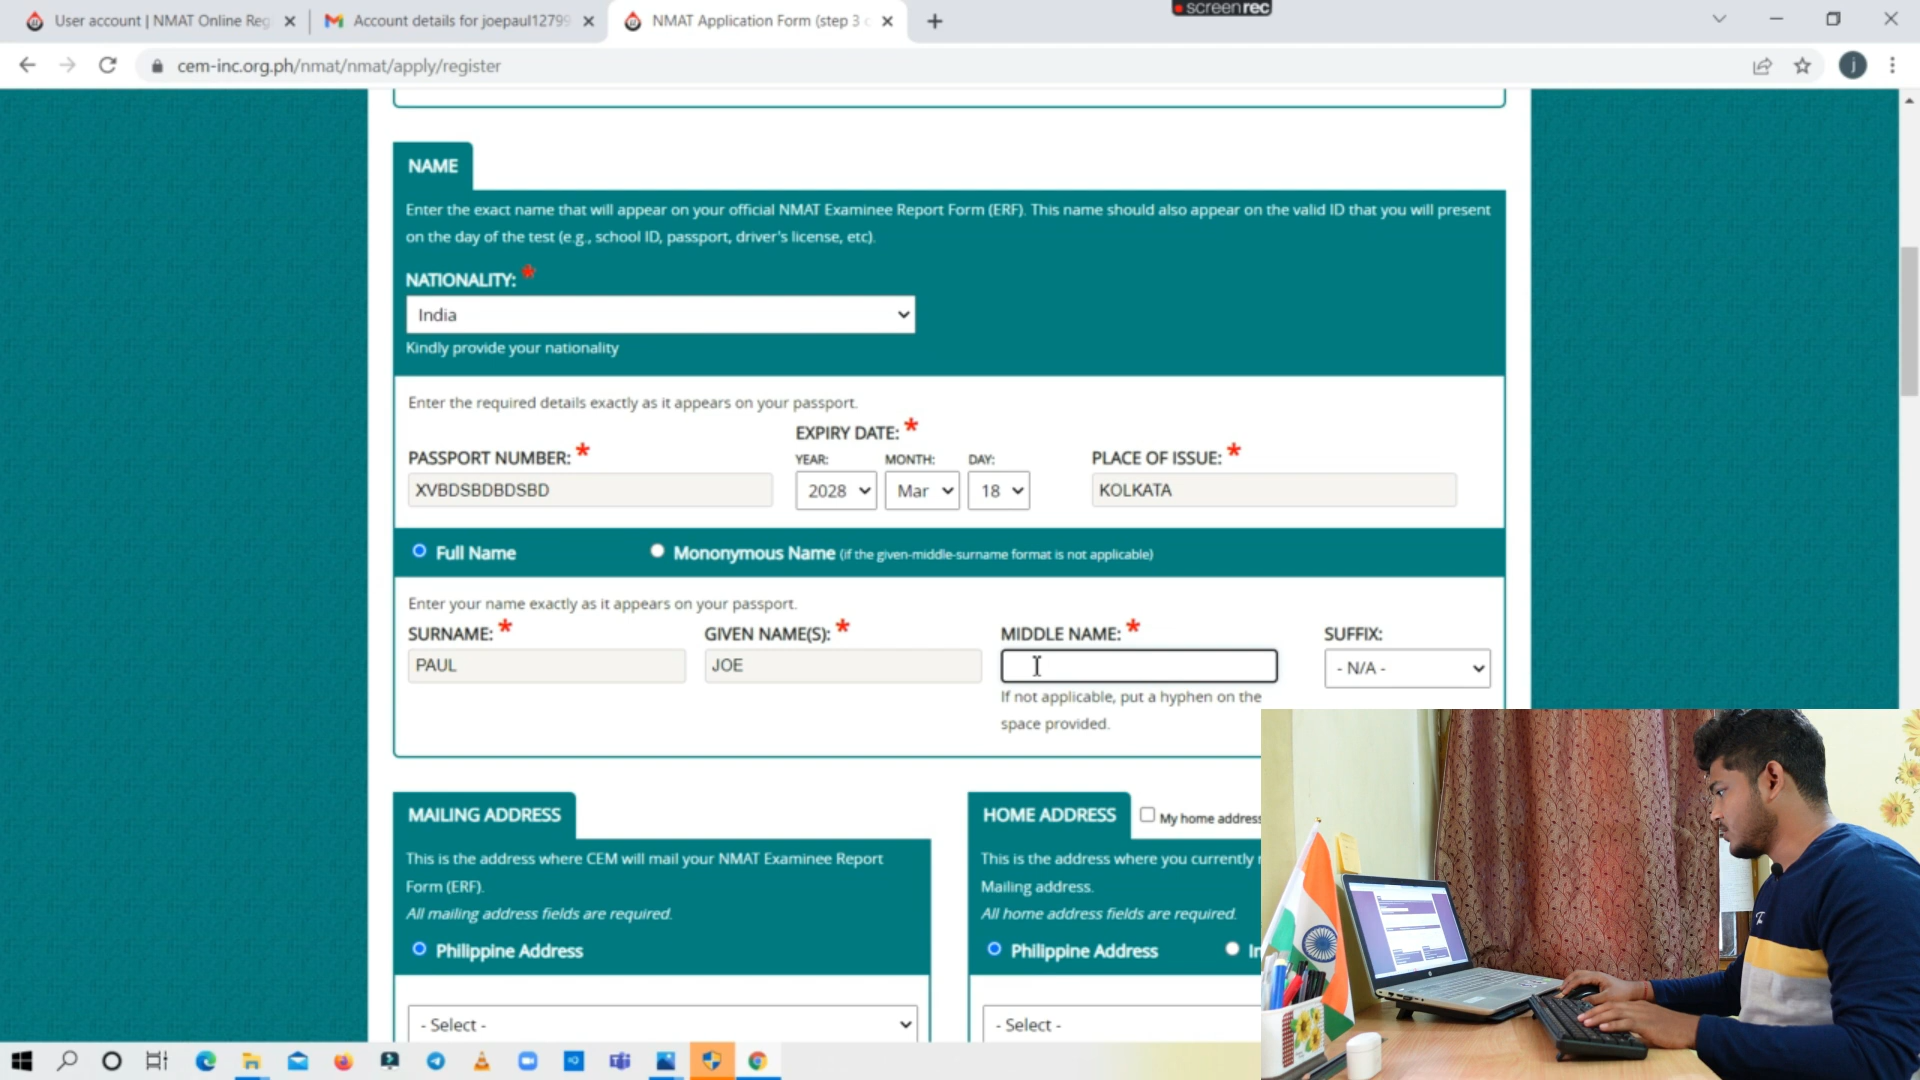 screenrec
User account | NMAT Online Reg
Account details for joepaul12799
NMAT Application Form (step 3 o
cem-inc.org.ph/nmat/nmat/apply/register
j
NAME
Enter the exact name that will appear on your official NMAT Examinee Report Form (ERF). This name should also appear on the valid ID that you will present
on the day of the test (e.g., school ID, passport, driver's license, etc).
NATIONALITY: *
India
Kindly provide your nationality
Enter the required details exactly as it appears on your passport.
EXPIRY DATE: *
PASSPORT NUMBER: * YEAR: MONTH: DAY: PLACE OF ISSUE: *
XVBDSBDBDSBD 2028 Mar 18 KOLKATA
Full Name Mononymous Name (if the given-middle-surname format is not applicable)
Enter your name exactly as it appears on your passport.
SURNAME: * GIVEN NAME(S): * MIDDLE NAME: * SUFFIX:
PAUL JOE - N/A -
If not applicable, put a hyphen on the
space provided.
MAILING ADDRESS
This is the address where CEM will mail your NMAT Examinee Report
Form (ERF).
All mailing address fields are required.
Philippine Address
- Select -
HOME ADDRESS My home address
This is the address where you currently
Mailing address.
All home address fields are required.
Philippine Address In
- Select -